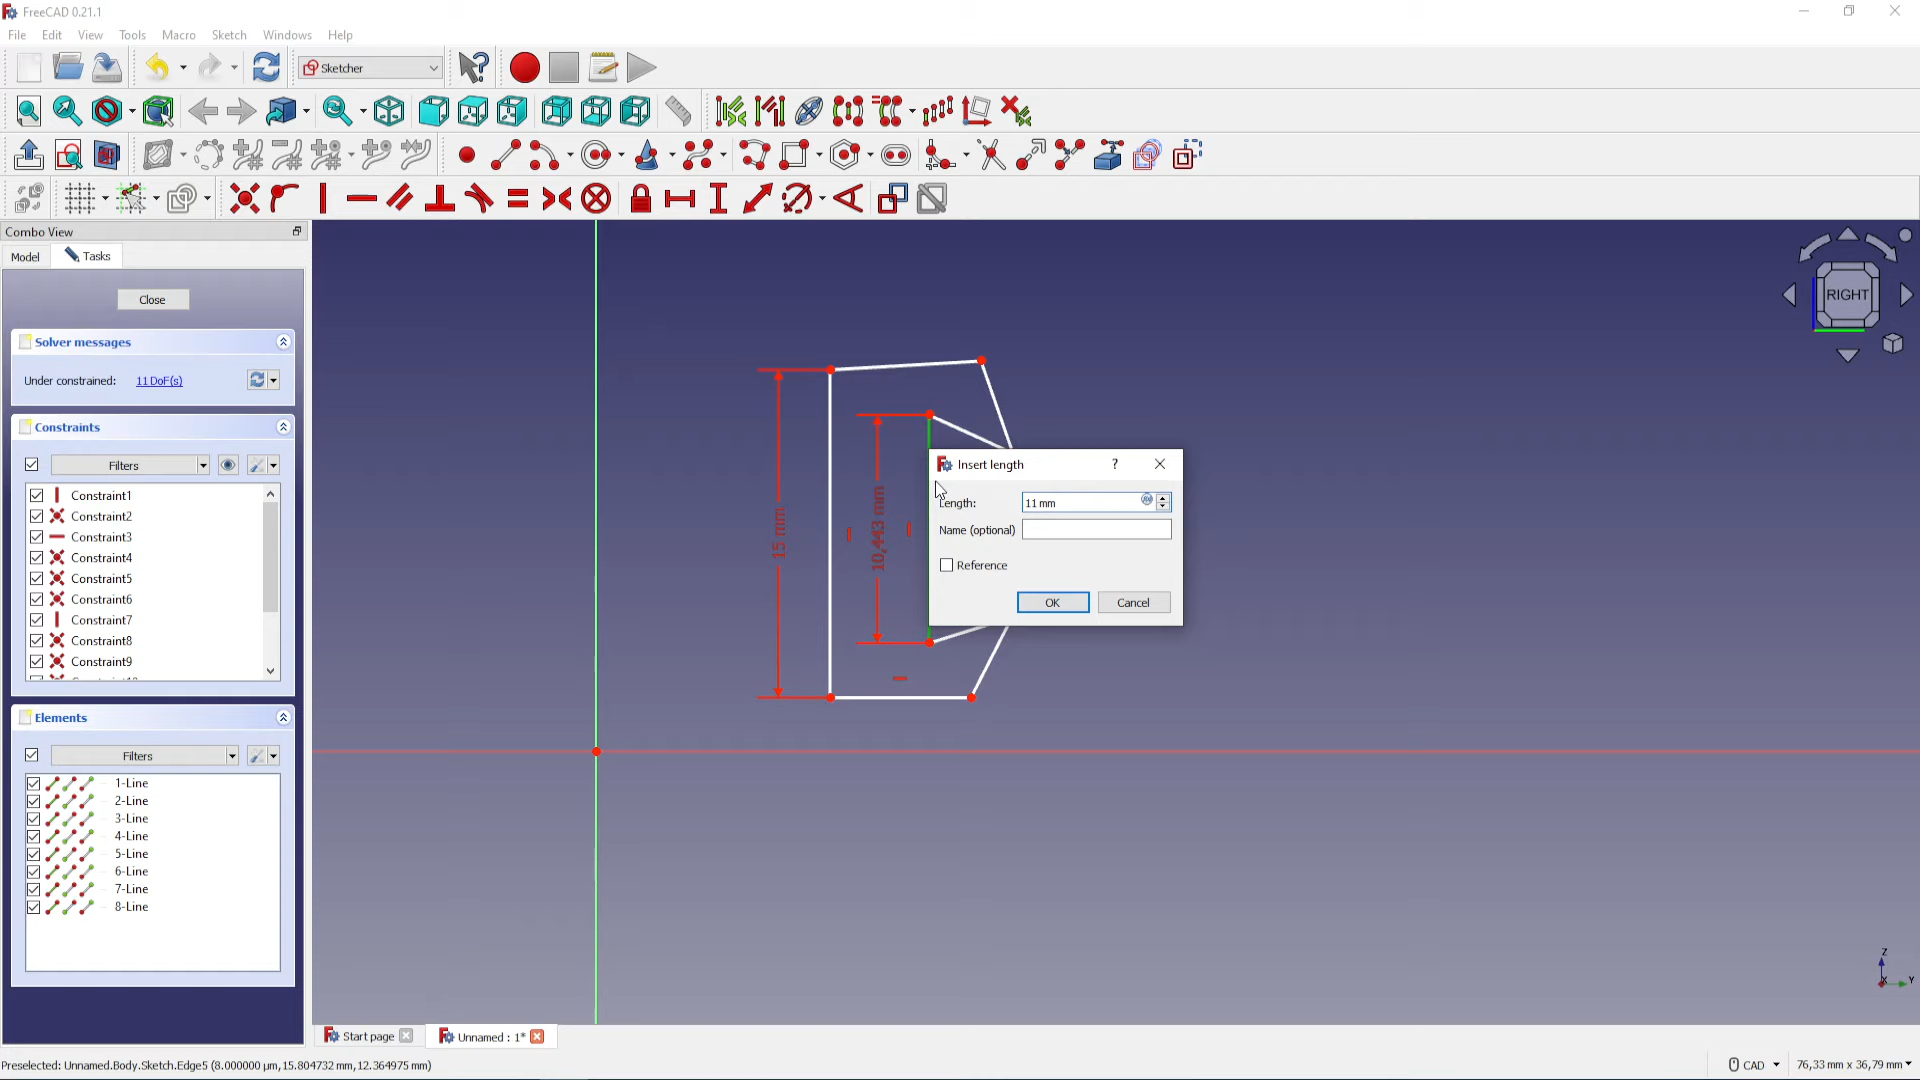 FreeCAD 0.21.1
File Edit View Tools Macro Sketch Windows Help
Sketcher
Combo View
Model Tasks
Close
Solver messages
Under constrained: 11 DoF(s)
Constraints
Filters
Constraint1
Constraint2
Constraint3
Constraint4
Constraint5
Constraint6
Constraint7
Constraint8
Constraint9
Elements
Filters
1-Line
2-Line
3-Line
4-Line
5-Line
6-Line
7-Line
8-Line
RIGHT
15 mm
10,443 mm
Insert length ?
Length: 11 mm
Name (optional)
Reference
OK Cancel
Z
X Y
Start page Unnamed : 1*
Preselected: Unnamed.Body.Sketch.Edge5 (8.000000 µm,15.804732 mm,12.364975 mm)
CAD 76,33 mm x 36,79 mm